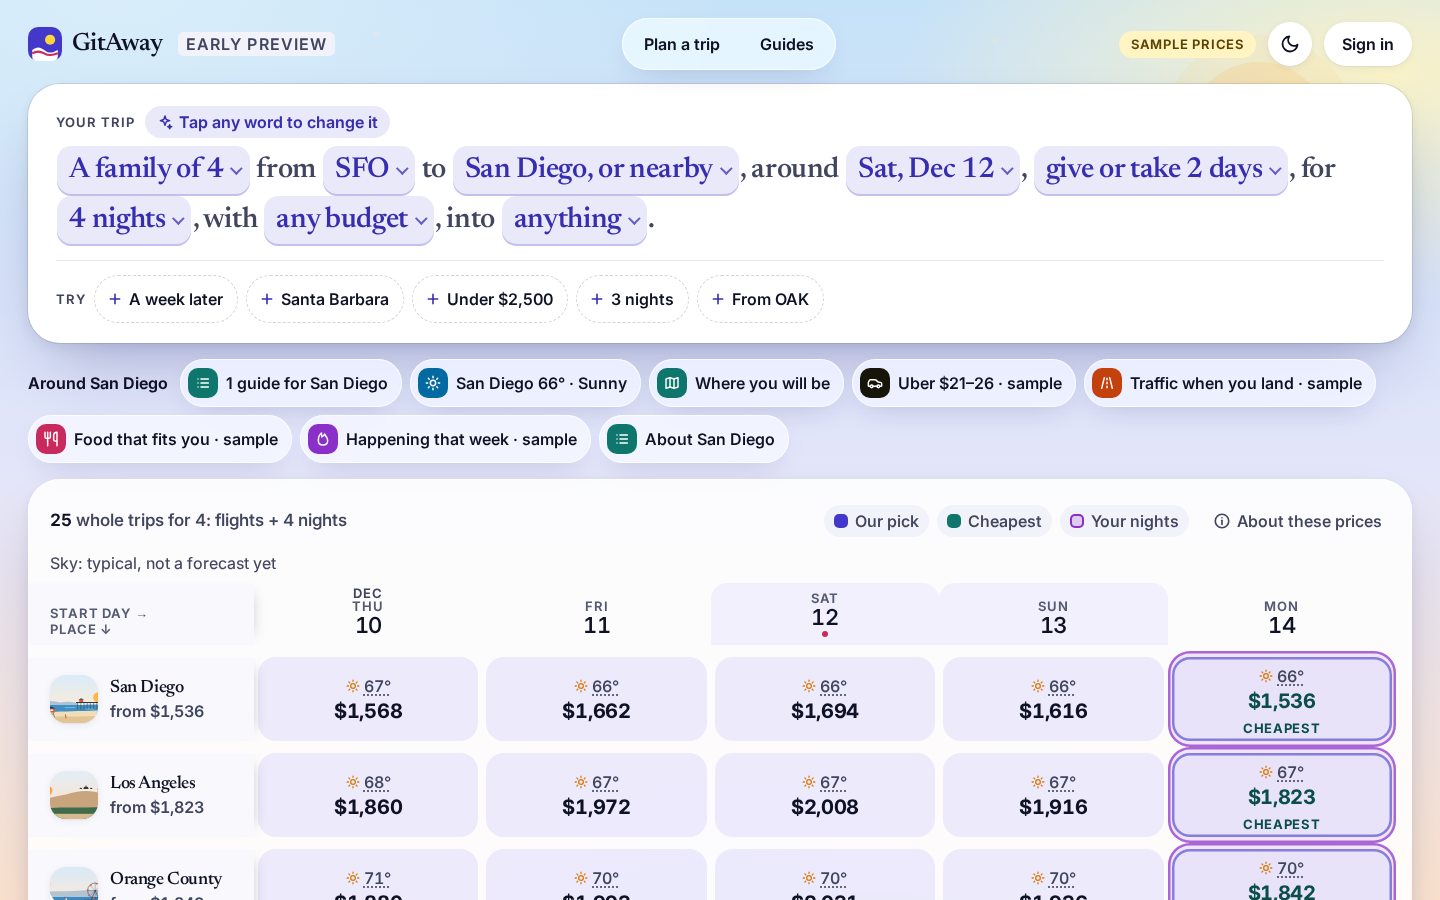 GitAway EARLY PREVIEW
Plan a trip Guides
SAMPLE PRICES Sign in
YOUR TRIP Tap any word to change it
A family of 4 from SFO to San Diego, or nearby, around Sat, Dec 12, give or take 2 days, for
4 nights, with any budget, into anything.
TRY + A week later + Santa Barbara + Under $2,500 + 3 nights + From OAK
Around San Diego 1 guide for San Diego San Diego 66° · Sunny Where you will be Uber $21–26 · sample Traffic when you land · sample
Food that fits you · sample Happening that week · sample About San Diego
25 whole trips for 4: flights + 4 nights Our pick Cheapest Your nights About these prices
Sky: typical, not a forecast yet
START DAY →
PLACE ↓
DEC
THU
10
FRI
11
SAT
12
SUN
13
MON
14
San Diego
from $1,536
67°
$1,568
66°
$1,662
66°
$1,694
66°
$1,616
66°
$1,536
CHEAPEST
Los Angeles
from $1,823
68°
$1,860
67°
$1,972
67°
$2,008
67°
$1,916
67°
$1,823
CHEAPEST
Orange County
71°
70°
70°
70°
70°
$1,842